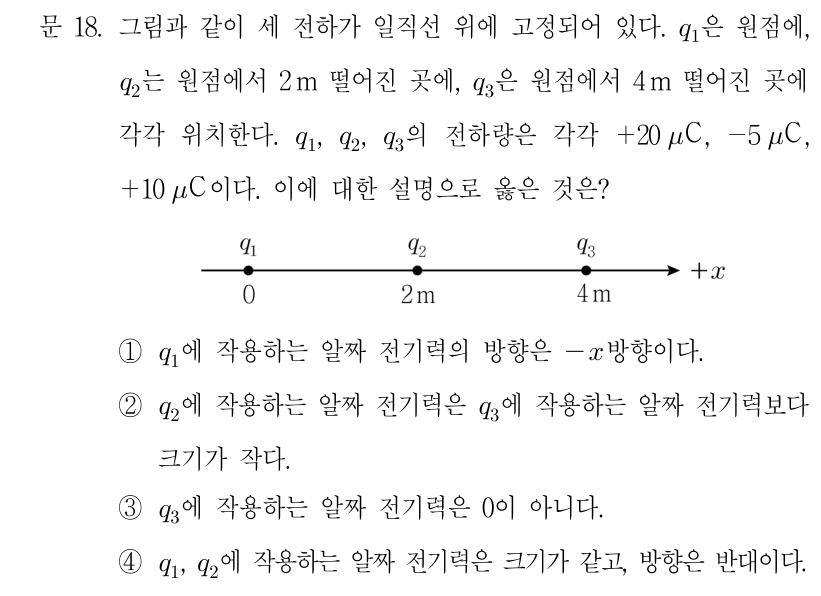 문 18. 그림과 같이 세 전하가 일직선 위에 고정되어 있다. q₁은 원점에,
q₂는 원점에서 2 m 떨어진 곳에, q₃은 원점에서 4 m 떨어진 곳에
각각 위치한다. q₁, q₂, q₃의 전하량은 각각 +20 μC, −5 μC,
+10 μC이다. 이에 대한 설명으로 옳은 것은?
q₁ q₂ q₃
+x
0 2 m 4 m
① q₁에 작용하는 알짜 전기력의 방향은 −x방향이다.
② q₂에 작용하는 알짜 전기력은 q₃에 작용하는 알짜 전기력보다
크기가 작다.
③ q₃에 작용하는 알짜 전기력은 0이 아니다.
④ q₁, q₂에 작용하는 알짜 전기력은 크기가 같고, 방향은 반대이다.